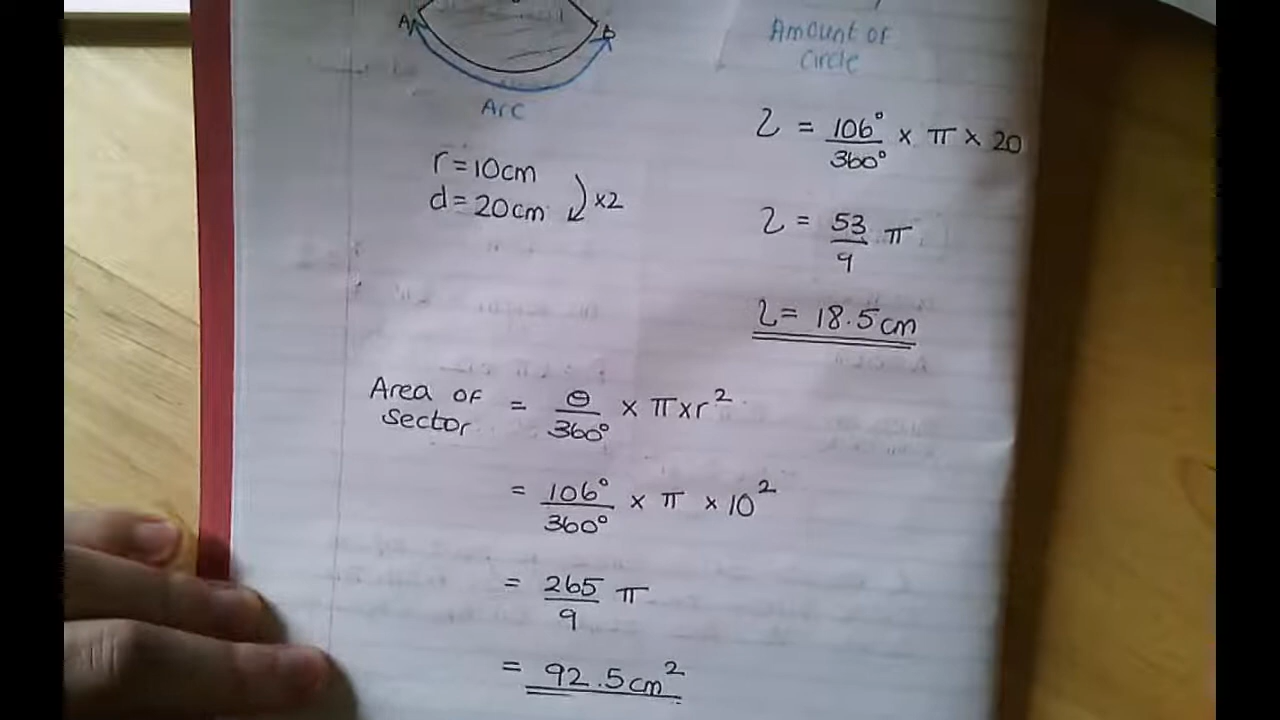 A
B
Arc
Amount of
Circle
r = 10cm
d = 20cm
×2
l = 106°/360° × π × 20
l = 53/9 π
l = 18.5cm
Area of
Sector = θ/360° × π × r²
= 106°/360° × π × 10²
= 265/9 π
= 92.5cm²